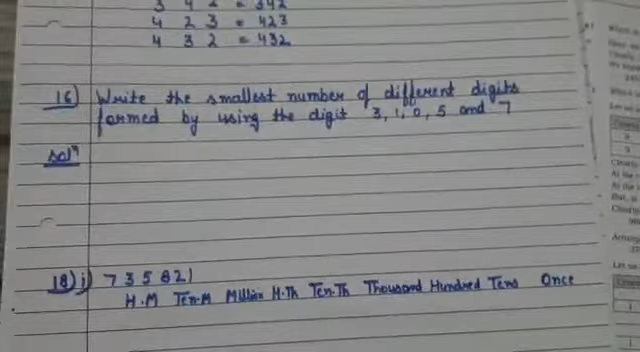 3 4 2 = 342
4 2 3 = 423
4 3 2 = 432
16) Write the smallest number of different digits
formed by using the digit 3, 1, 0, 5 and 7
Solⁿ
18) i) 7 3 5 8 2 1
H.M Ten.M Million H.Th Ten.Th Thousand Hundred Tens Once